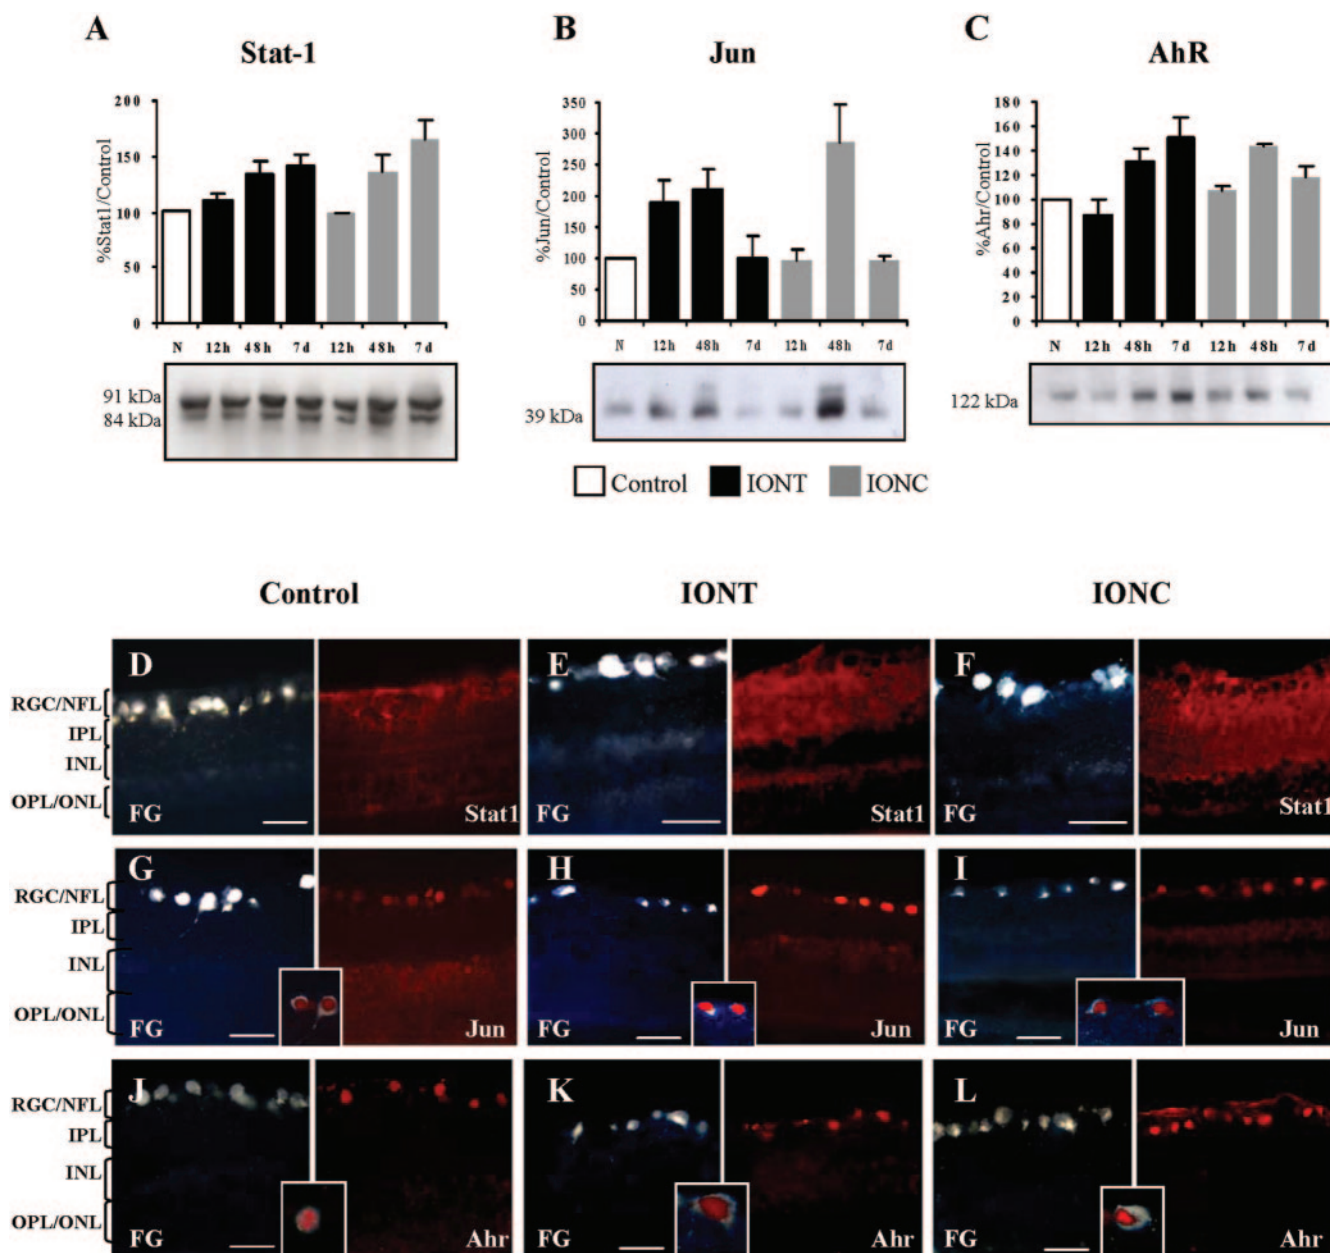 A B C
Stat-1 Jun AhR
%Stat1/Control
200
150
100
50
0
N 12h 48h 7d 12h 48h 7d
%Jun/Control
350
300
250
200
150
100
50
0
N 12h 48h 7d 12h 48h 7d
%Ahr/Control
180
160
140
120
100
80
60
40
20
0
N 12h 48h 7d 12h 48h 7d
91 kDa
84 kDa
39 kDa
122 kDa
Control IONT IONC
Control IONT IONC
D E F
RGC/NFL
IPL
INL
OPL/ONL
FG Stat1 FG Stat1 FG Stat1
G H I
RGC/NFL
IPL
INL
OPL/ONL
FG Jun FG Jun FG Jun
J K L
RGC/NFL
IPL
INL
OPL/ONL
FG Ahr FG Ahr FG Ahr